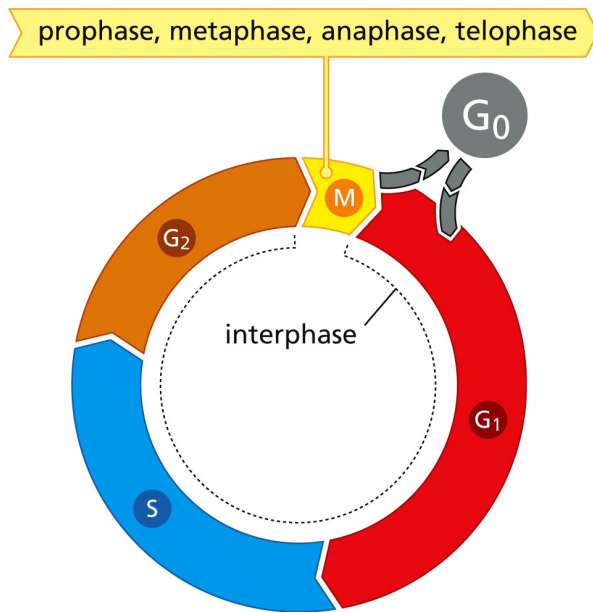 prophase, metaphase, anaphase, telophase
G₀
M
G₂
interphase
G₁
S